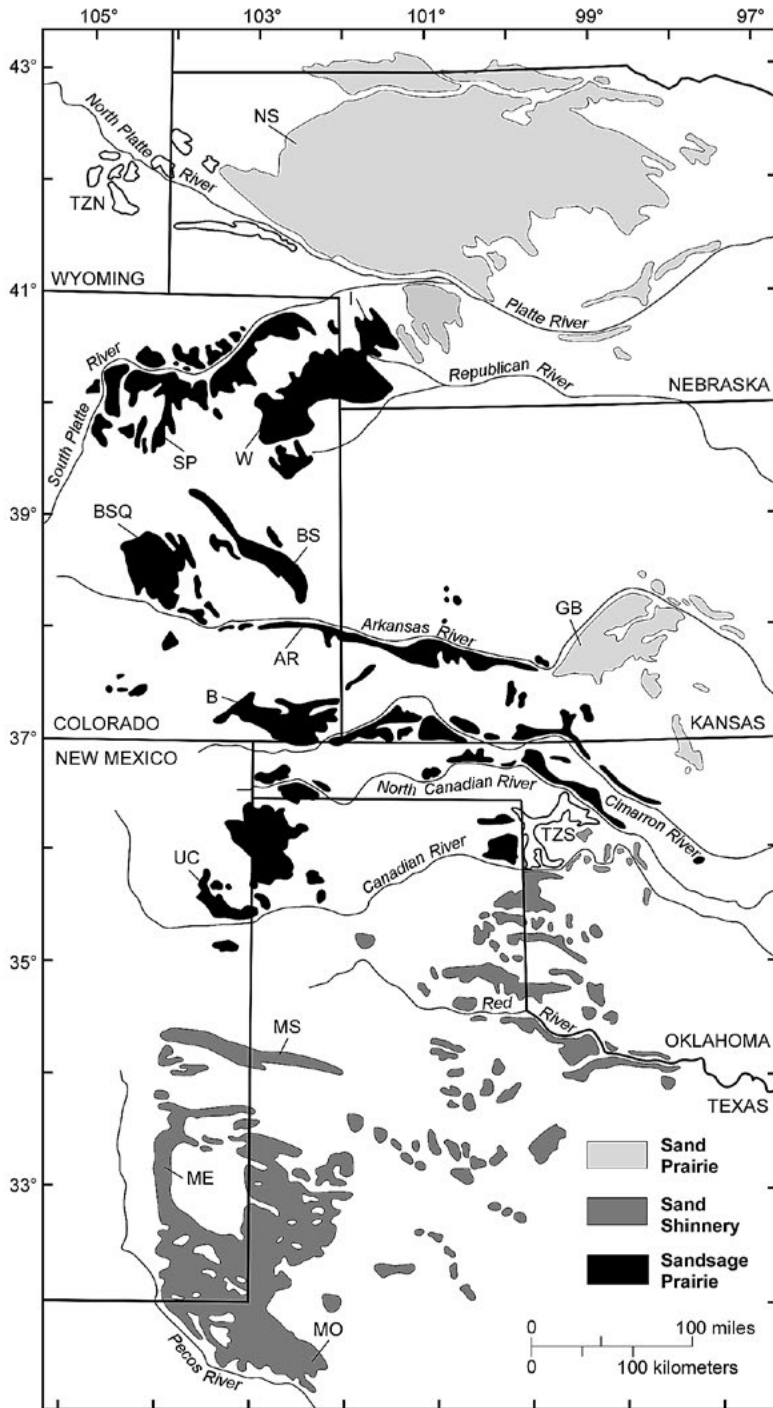 105°
103°
101°
99°
97°
43°
North Platte
River
NS
TZN
WYOMING
41°
I
Platte River
River
Republican River
NEBRASKA
South Platte
SP
W
39°
BSQ
BS
GB
Arkansas River
AR
B
COLORADO
KANSAS
37°
NEW MEXICO
North Canadian River
Cimarron River
TZS
UC
Canadian River
35°
Red
River
MS
OKLAHOMA
TEXAS
Sand
Prairie
ME
33°
Sand
Shinnery
Sandsage
Prairie
MO
Pecos River
0
100 miles
0
100 kilometers